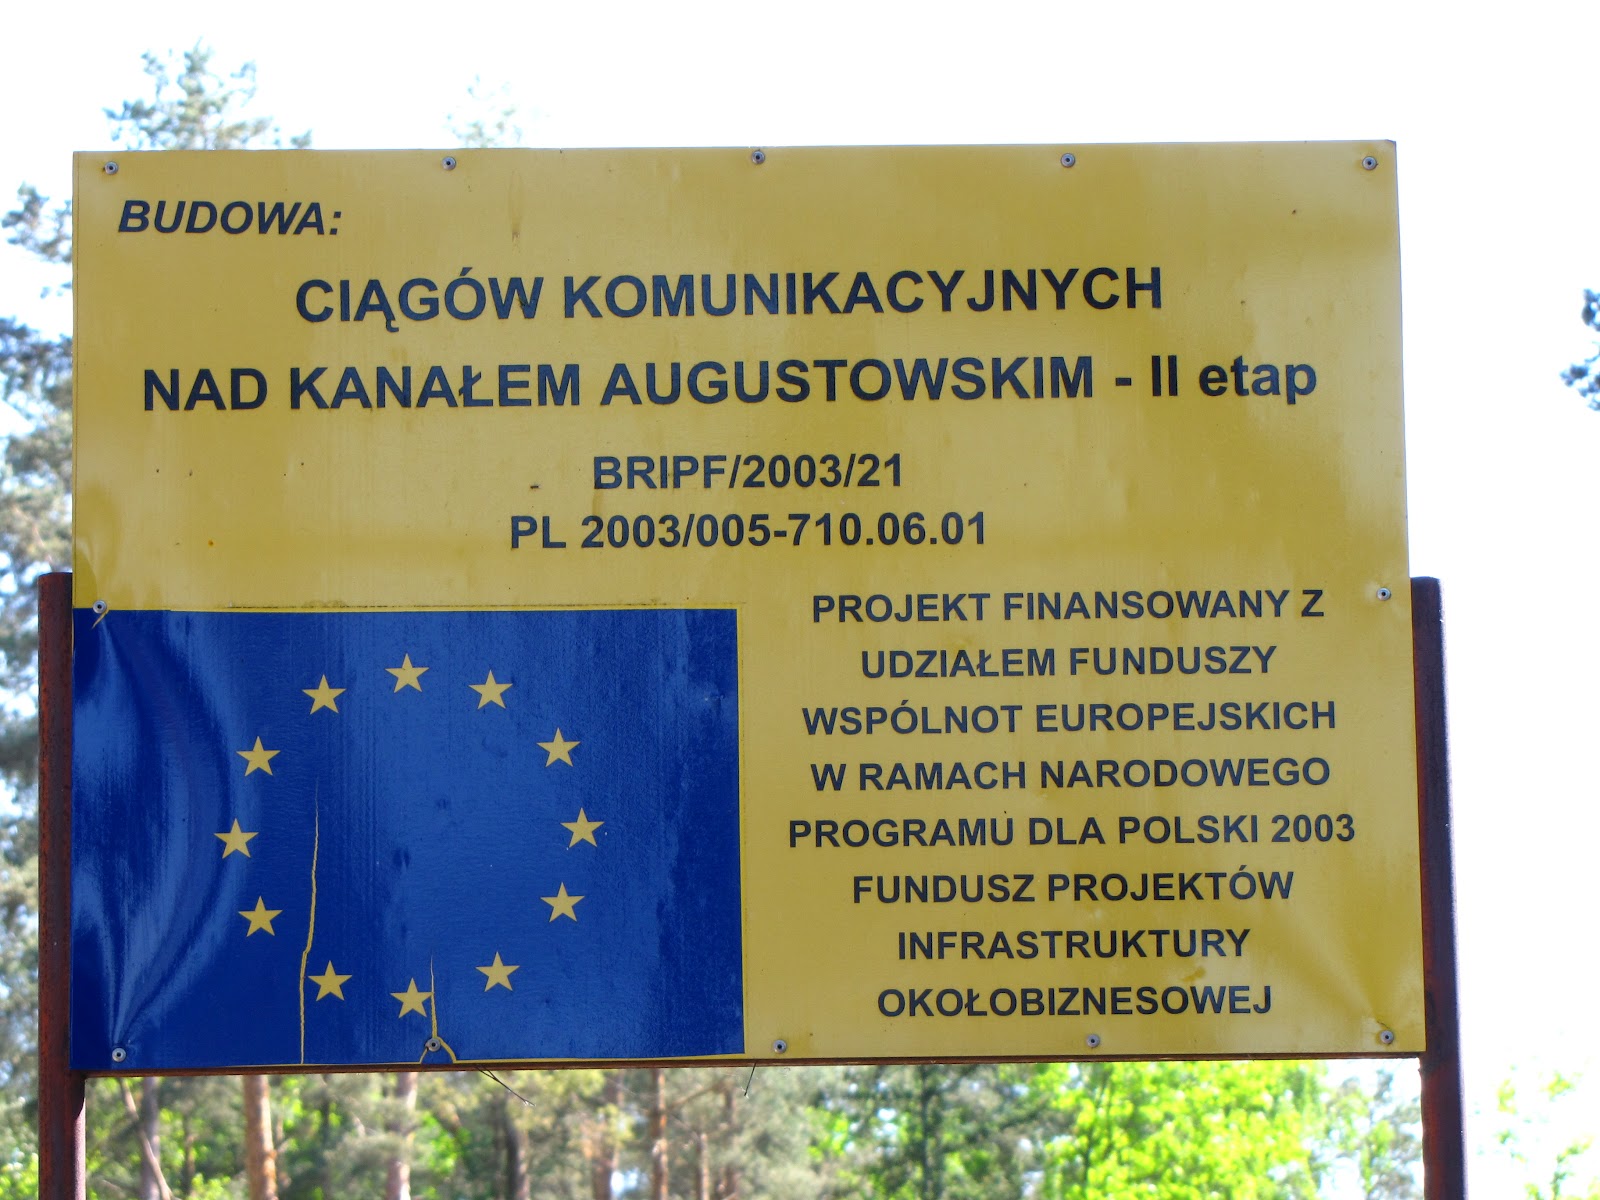 BUDOWA:
CIĄGÓW KOMUNIKACYJNYCH
NAD KANAŁEM AUGUSTOWSKIM - II etap
BRIPF/2003/21
PL 2003/005-710.06.01
PROJEKT FINANSOWANY Z
UDZIAŁEM FUNDUSZY
WSPÓLNOT EUROPEJSKICH
W RAMACH NARODOWEGO
PROGRAMU DLA POLSKI 2003
FUNDUSZ PROJEKTÓW
INFRASTRUKTURY
OKOŁOBIZNESOWEJ